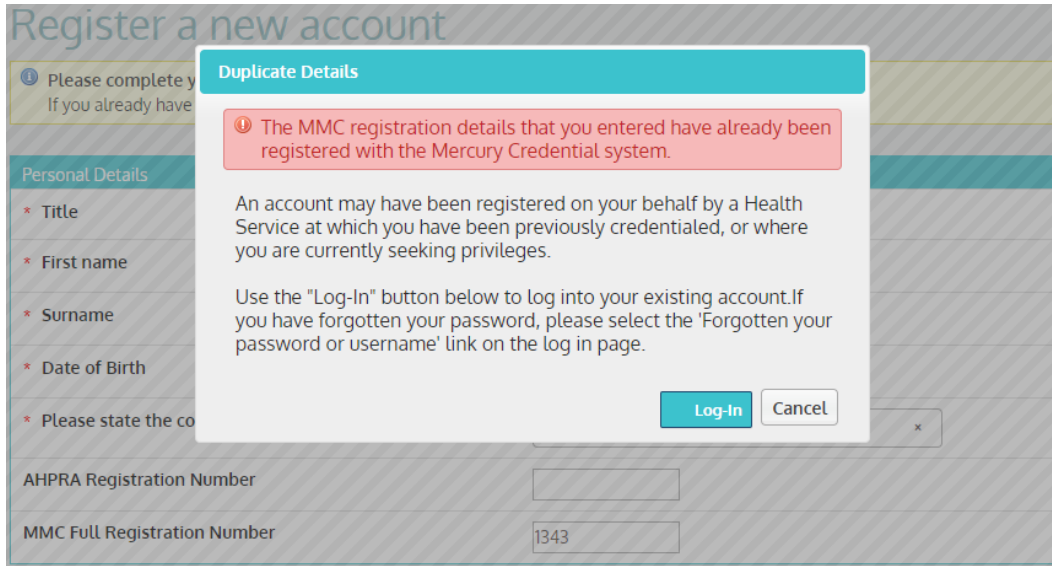 Register a new account
Duplicate Details
Please complete y
If you already have
The MMC registration details that you entered have already been
registered with the Mercury Credential system.
Personal Details
* Title
An account may have been registered on your behalf by a Health
Service at which you have been previously credentialed, or where
you are currently seeking privileges.
* First name
Use the "Log-In" button below to log into your existing account.If
you have forgotten your password, please select the 'Forgotten your
password or username' link on the log in page.
* Surname
* Date of Birth
Log-In Cancel
* Please state the co
×
AHPRA Registration Number
MMC Full Registration Number 1343